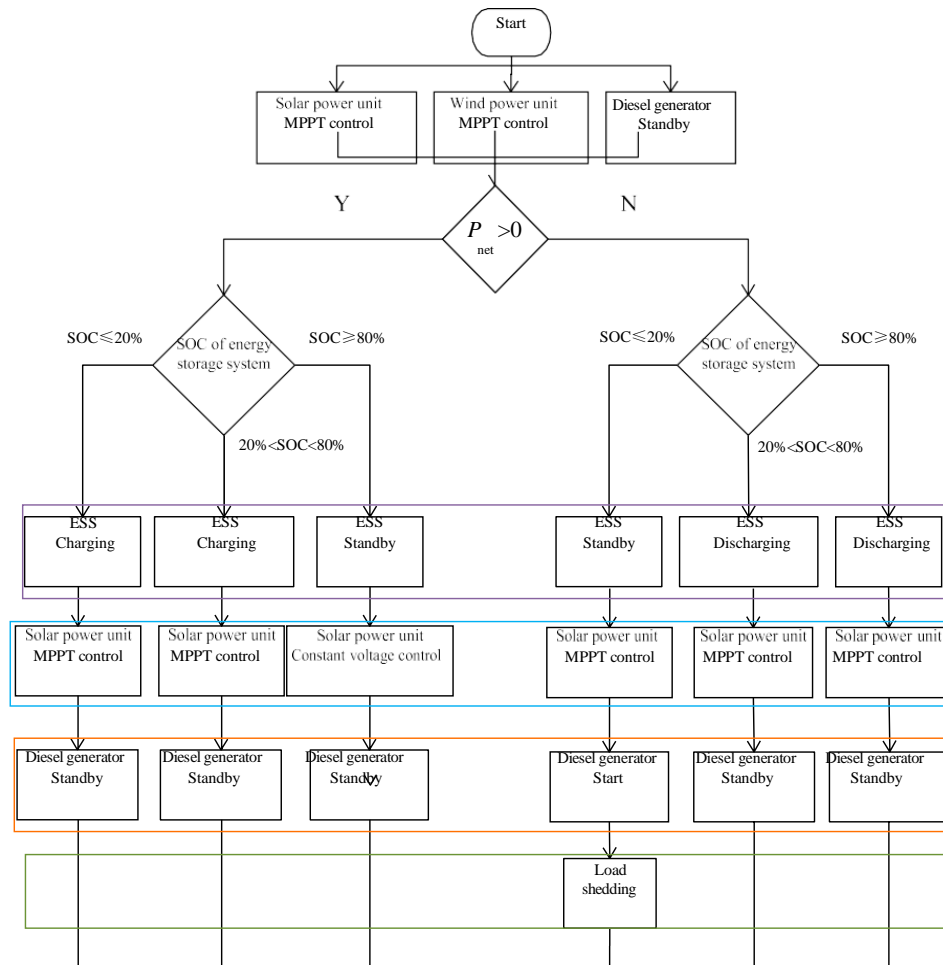 Start
Solar power unit
MPPT control
Wind power unit
MPPT control
Diesel generator
Standby
Y
N
P net >0
SOC≤20%
SOC of energy
storage system
SOC≥80%
20%<SOC<80%
SOC≤20%
SOC of energy
storage system
SOC≥80%
20%<SOC<80%
ESS
Charging
ESS
Charging
ESS
Standby
ESS
Standby
ESS
Discharging
ESS
Discharging
Solar power unit
MPPT control
Solar power unit
MPPT control
Solar power unit
Constant voltage control
Solar power unit
MPPT control
Solar power unit
MPPT control
Solar power unit
MPPT control
Diesel generator
Standby
Diesel generator
Standby
Diesel generator
Standby
Diesel generator
Start
Diesel generator
Standby
Diesel generator
Standby
Load
shedding